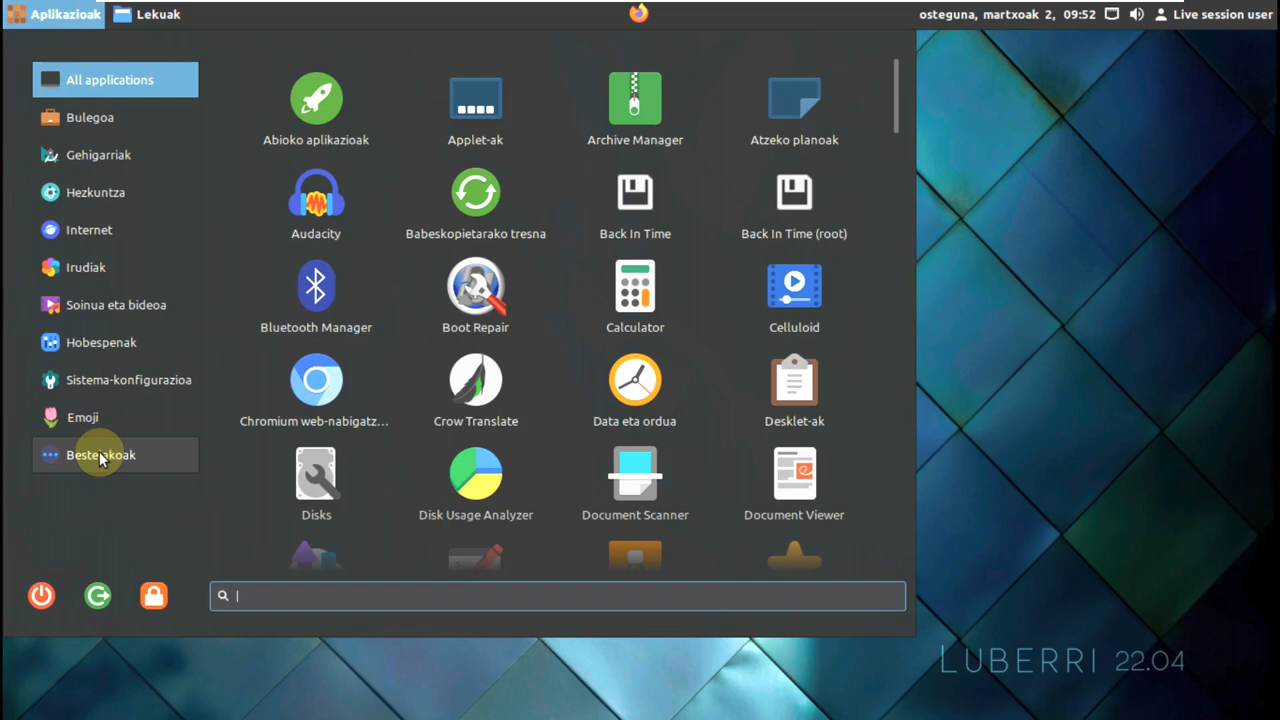 Aplikazioak
Lekuak
osteguna, martxoak 2, 09:52
Live session user
All applications
Bulegoa
Gehigarriak
Hezkuntza
Internet
Irudiak
Soinua eta bideoa
Hobespenak
Sistema-konfigurazioa
Emoji
Bestelakoak
Abioko aplikazioak
Applet-ak
Archive Manager
Atzeko planoak
Audacity
Babeskopietarako tresna
Back In Time
Back In Time (root)
Bluetooth Manager
Boot Repair
Calculator
Celluloid
Chromium web-nabigatz...
Crow Translate
Data eta ordua
Desklet-ak
Disks
Disk Usage Analyzer
Document Scanner
Document Viewer
LUBERRI 22.04